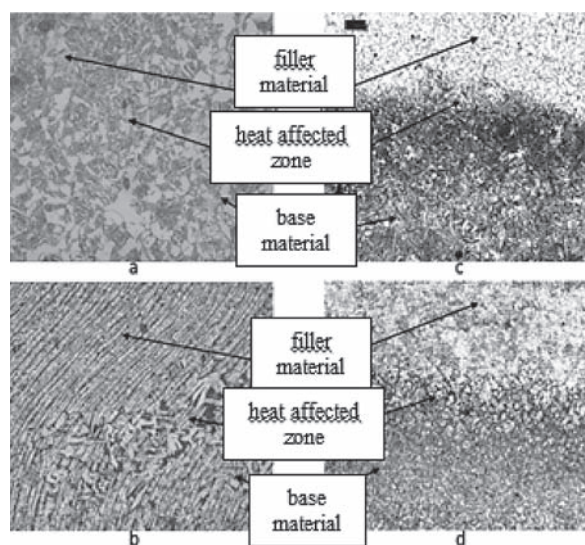 filler
material
heat affected
zone
base
material
a
c
filler
material
heat affected
zone
base
material
b
d